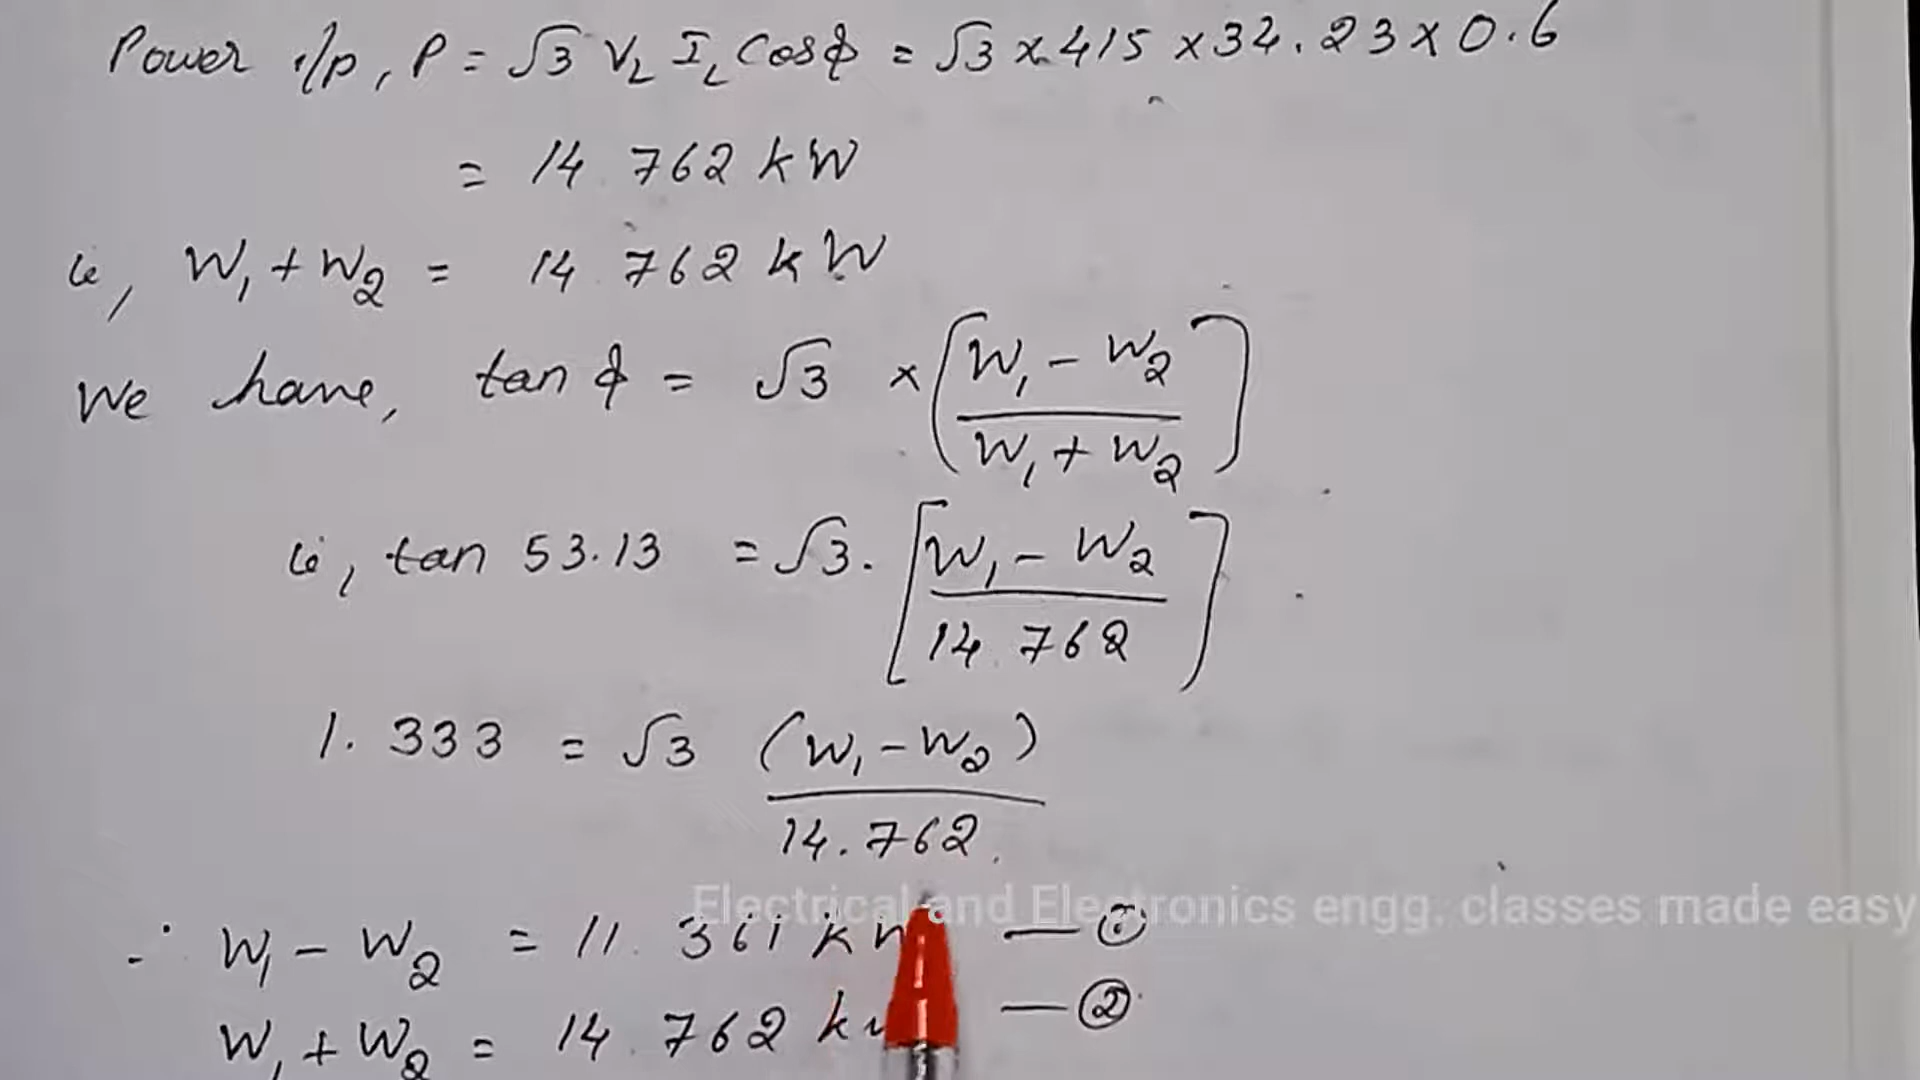 Power i/p, P = √3 V_L I_L Cosϕ = √3 × 415 × 34.23 × 0.6
= 14.762 kW
ie, W₁ + W₂ = 14.762 kW
We have, tan ϕ = √3 × [W₁ - W₂ / W₁ + W₂]
ie, tan 53.13 = √3 . [W₁ - W₂ / 14.762]
1.333 = √3 (W₁ - W₂) / 14.762
Electrical and Electronics engg. classes made easy
∴ W₁ - W₂ = 11.361 kW — ①
W₁ + W₂ = 14.762 — ②